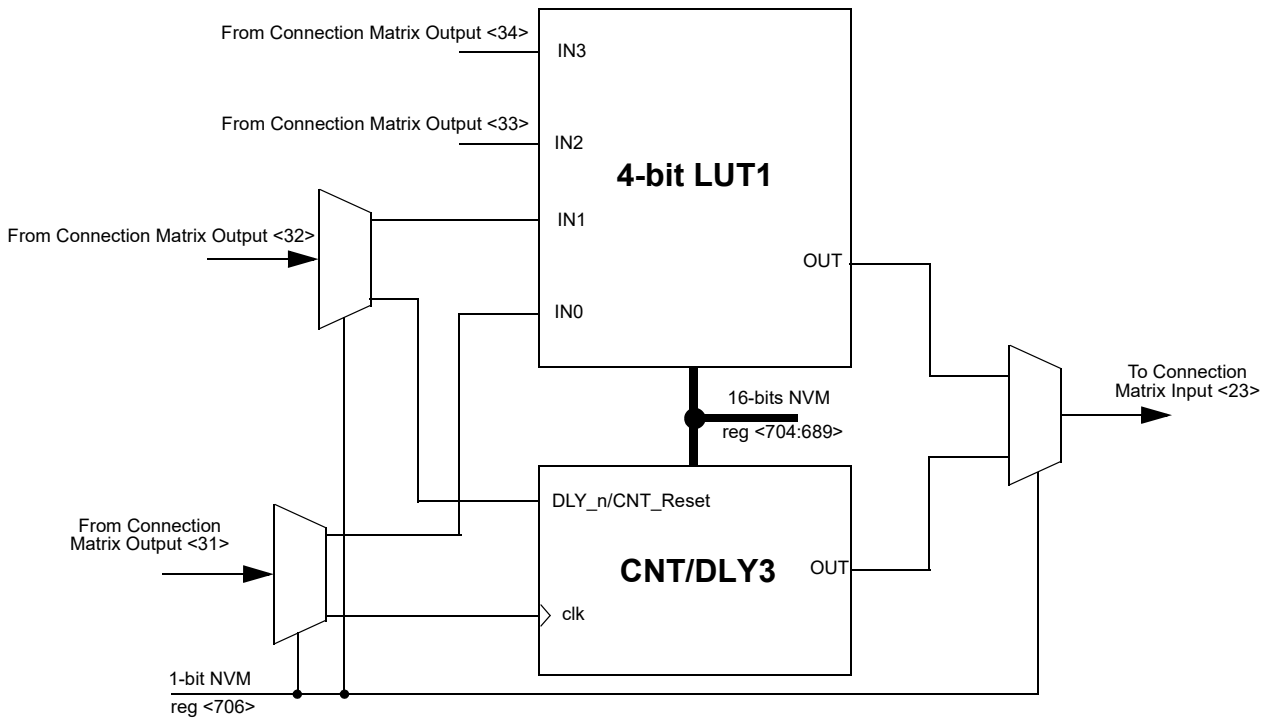 From Connection Matrix Output <34>
IN3
From Connection Matrix Output <33>
IN2
4-bit LUT1
IN1
From Connection Matrix Output <32>
OUT
IN0
To Connection
Matrix Input <23>
16-bits NVM
reg <704:689>
DLY_n/CNT_Reset
From Connection
Matrix Output <31>
CNT/DLY3
OUT
clk
1-bit NVM
reg <706>